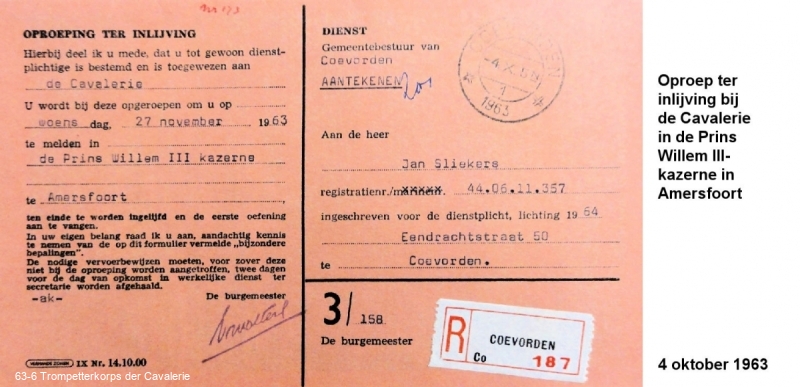 OPROEPING TER INLIJVING
Hierbij deel ik u mede, dat u tot gewoon dienst-
plichtige is bestemd en is toegewezen aan
de Cavalerie
U wordt bij deze opgeroepen om u op
woens dag, 27 november 1963
te melden in
de Prins Willem III kazerne
te Amersfoort
ten einde te worden ingelijfd en de eerste oefening
aan te vangen.
In uw eigen belang raad ik u aan, aandachtig kennis
te nemen van de op dit formulier vermelde „bijzondere
bepalingen".
De nodige vervoerbewijzen moeten, voor zover deze
niet bij de oproeping worden aangetroffen, twee dagen
voor de dag van opkomst in werkelijke dienst ter
secretarie worden afgehaald.
-ak-
De burgemeester
IX Nr. 14.10.00
63-6 Trompetterkorps der Cavalerie
DIENST
Gemeentebestuur van
Coevorden
AANTEKENEN
1963
Aan de heer
Jan Sliekers
registratienr./marinenr. 44.06.11.357
ingeschreven voor de dienstplicht, lichting 1964
Eendrachtstraat 50
te Coevorden.
3/ 158
De burgemeester
R
COEVORDEN
Co 187
Oproep ter
inlijving bij
de Cavalerie
in de Prins
Willem III-
kazerne in
Amersfoort
4 oktober 1963